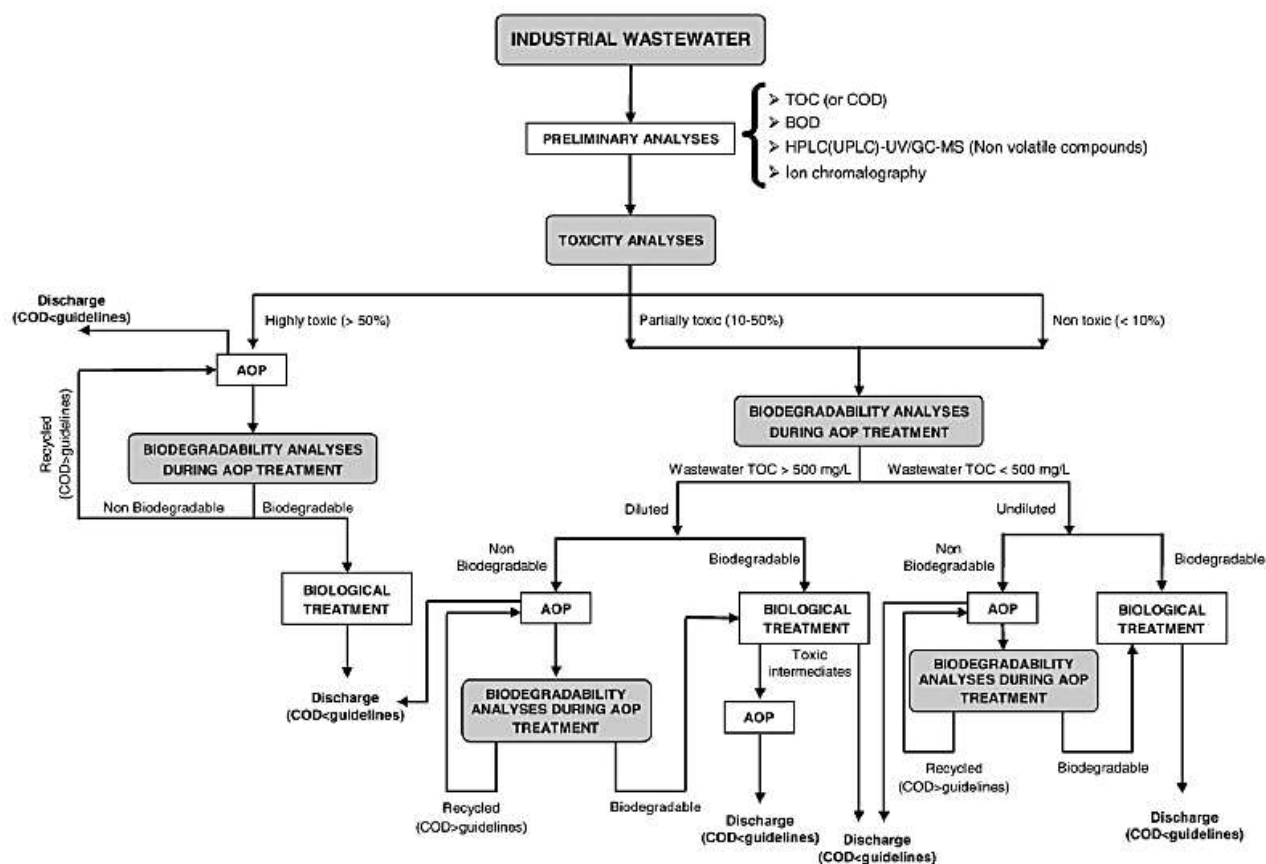 INDUSTRIAL WASTEWATER
PRELIMINARY ANALYSES
➢ TOC (or COD)
➢ BOD
➢ HPLC(UPLC)-UV/GC-MS (Non volatile compounds)
➢ Ion chromatography
TOXICITY ANALYSES
Discharge
(COD<guidelines)
Highly toxic (> 50%)
Partially toxic (10-50%)
Non toxic (< 10%)
AOP
Recycled
(COD>guidelines)
BIODEGRADABILITY ANALYSES
DURING AOP TREATMENT
Non Biodegradable
Biodegradable
BIOLOGICAL
TREATMENT
Discharge
(COD<guidelines)
BIODEGRADABILITY ANALYSES
DURING AOP TREATMENT
Wastewater TOC > 500 mg/L
Wastewater TOC < 500 mg/L
Diluted
Undiluted
Non
Biodegradable
Biodegradable
AOP
BIOLOGICAL
TREATMENT
Toxic
intermediates
BIODEGRADABILITY
ANALYSES DURING AOP
TREATMENT
AOP
Recycled
(COD>guidelines)
Biodegradable
Discharge
(COD<guidelines)
Non
Biodegradable
Biodegradable
AOP
BIOLOGICAL
TREATMENT
BIODEGRADABILITY
ANALYSES DURING AOP
TREATMENT
Recycled
(COD>guidelines)
Biodegradable
Discharge
(COD<guidelines)
Discharge
(COD<guidelines)